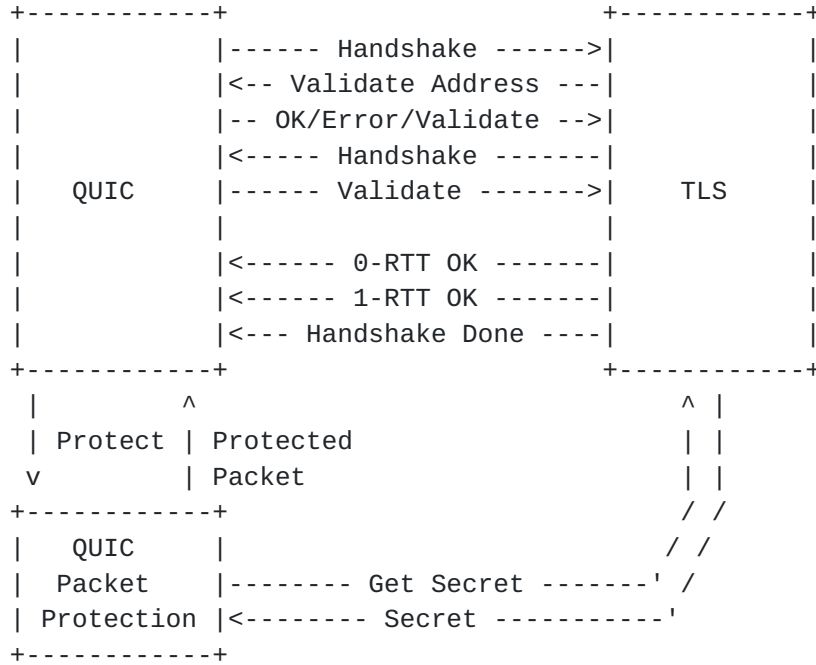 +------------+                        +------------+
|            |------ Handshake ------>|            |
|            |<-- Validate Address ---|            |
|            |-- OK/Error/Validate -->|            |
|            |<----- Handshake -------|            |
|   QUIC     |------ Validate ------->|    TLS     |
|            |                        |            |
|            |<------ 0-RTT OK -------|            |
|            |<------ 1-RTT OK -------|            |
|            |<--- Handshake Done ----|            |
+------------+                        +------------+
 |         ^                               ^ |
 | Protect | Protected                     | |
 v         | Packet                        | |
+------------+                             / /
|   QUIC     |                            / /
|  Packet    |-------- Get Secret -------' /
| Protection |<-------- Secret -----------'
+------------+